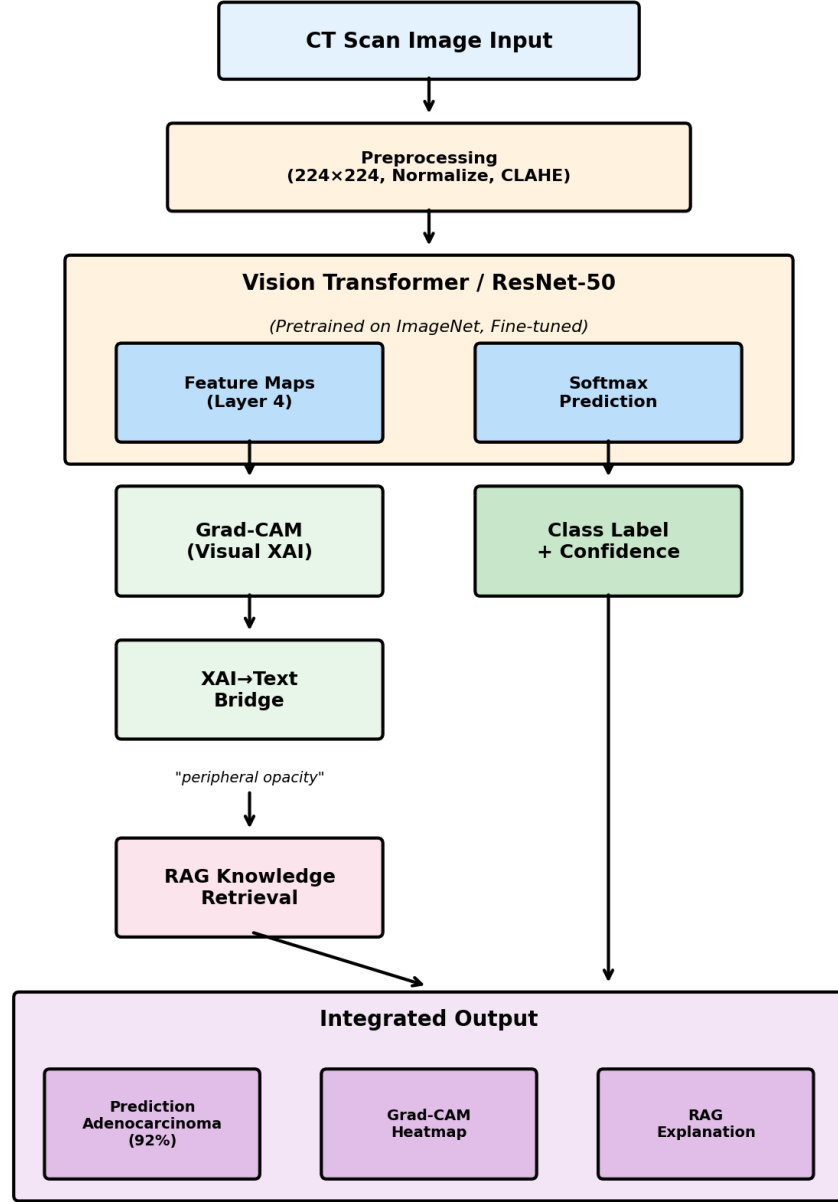 CT Scan Image Input
Preprocessing
(224×224, Normalize, CLAHE)
Vision Transformer / ResNet-50
(Pretrained on ImageNet, Fine-tuned)
Feature Maps
(Layer 4)
Softmax
Prediction
Grad-CAM
(Visual XAI)
Class Label
+ Confidence
XAI→Text
Bridge
"peripheral opacity"
RAG Knowledge
Retrieval
Integrated Output
Prediction
Adenocarcinoma
(92%)
Grad-CAM
Heatmap
RAG
Explanation